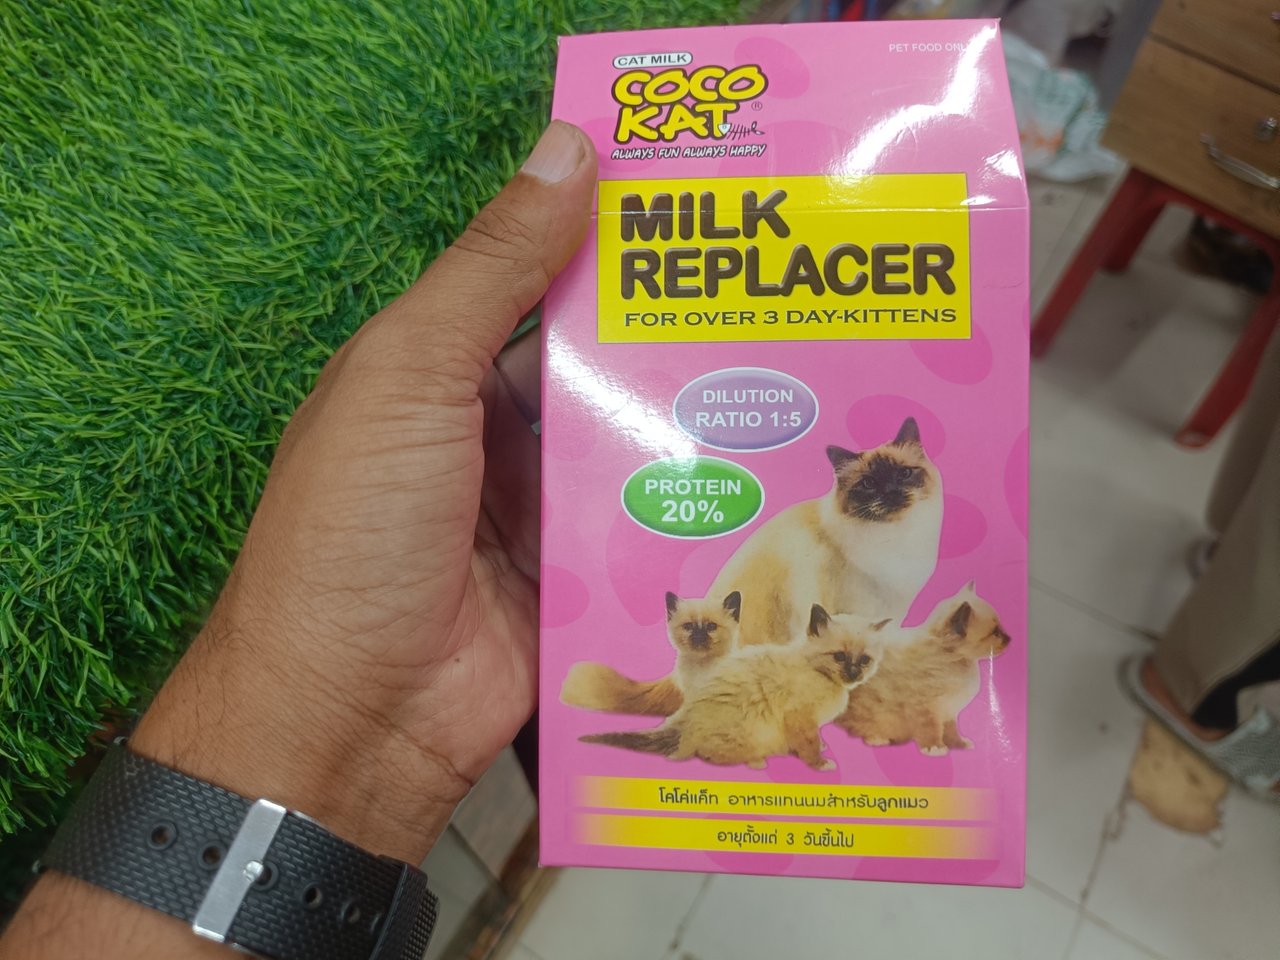 CAT MILK
PET FOOD ONL
COCO
KAT
®
ALWAYS FUN ALWAYS HAPPY
MILK
REPLACER
FOR OVER 3 DAY-KITTENS
DILUTION
RATIO 1:5
PROTEIN
20%
โคโค่แค็ท อาหารแทนนมสำหรับลูกแมว
อายุตั้งแต่ 3 วันขึ้นไป